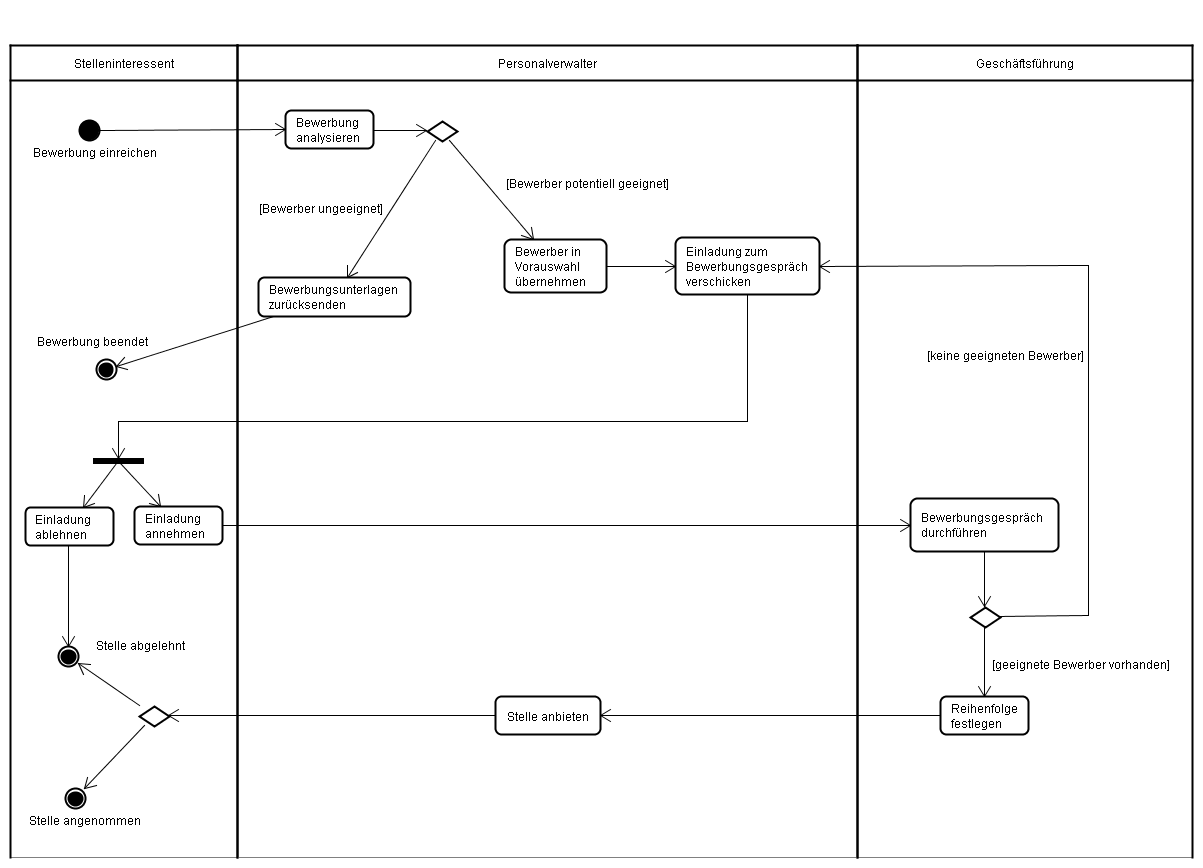 Stelleninteressent
Personalverwalter
Geschäftsführung
Bewerbung einreichen
Bewerbung
analysieren
[Bewerber potentiell geeignet]
[Bewerber ungeeignet]
Bewerber in
Vorauswahl
übernehmen
Einladung zum
Bewerbungsgespräch
verschicken
Bewerbungsunterlagen
zurücksenden
Bewerbung beendet
[keine geeigneten Bewerber]
Einladung
ablehnen
Einladung
annehmen
Bewerbungsgespräch
durchführen
Stelle abgelehnt
[geeignete Bewerber vorhanden]
Reihenfolge
festlegen
Stelle anbieten
Stelle angenommen